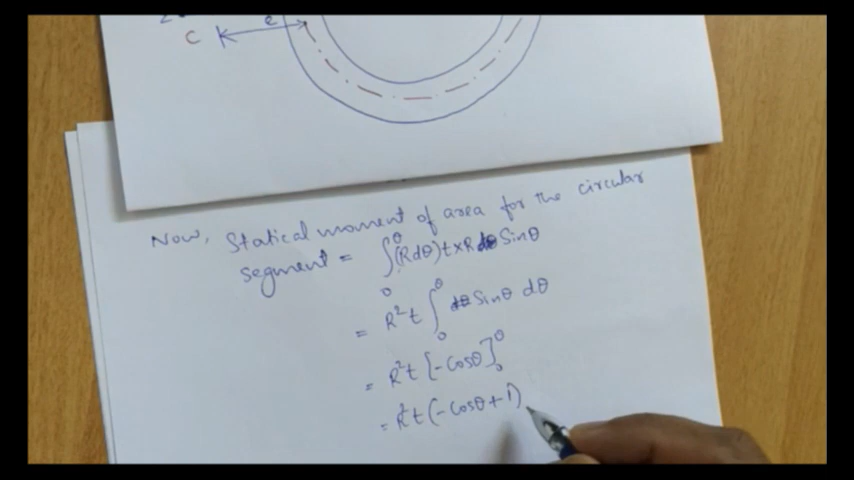 e
C
Now, Statical moment of area for the circular
segment = ∫₀^θ (Rdθ)t×R Sinθ
= R²t ∫₀^θ Sinθ dθ
= R²t [-Cosθ]₀^θ
= R²t (-Cosθ+1)